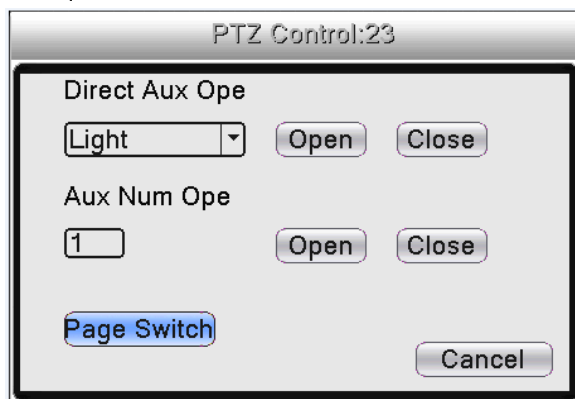 PTZ Control:23
Direct Aux Ope
Light Open Close
Aux Num Ope
1 Open Close
Page Switch
Cancel